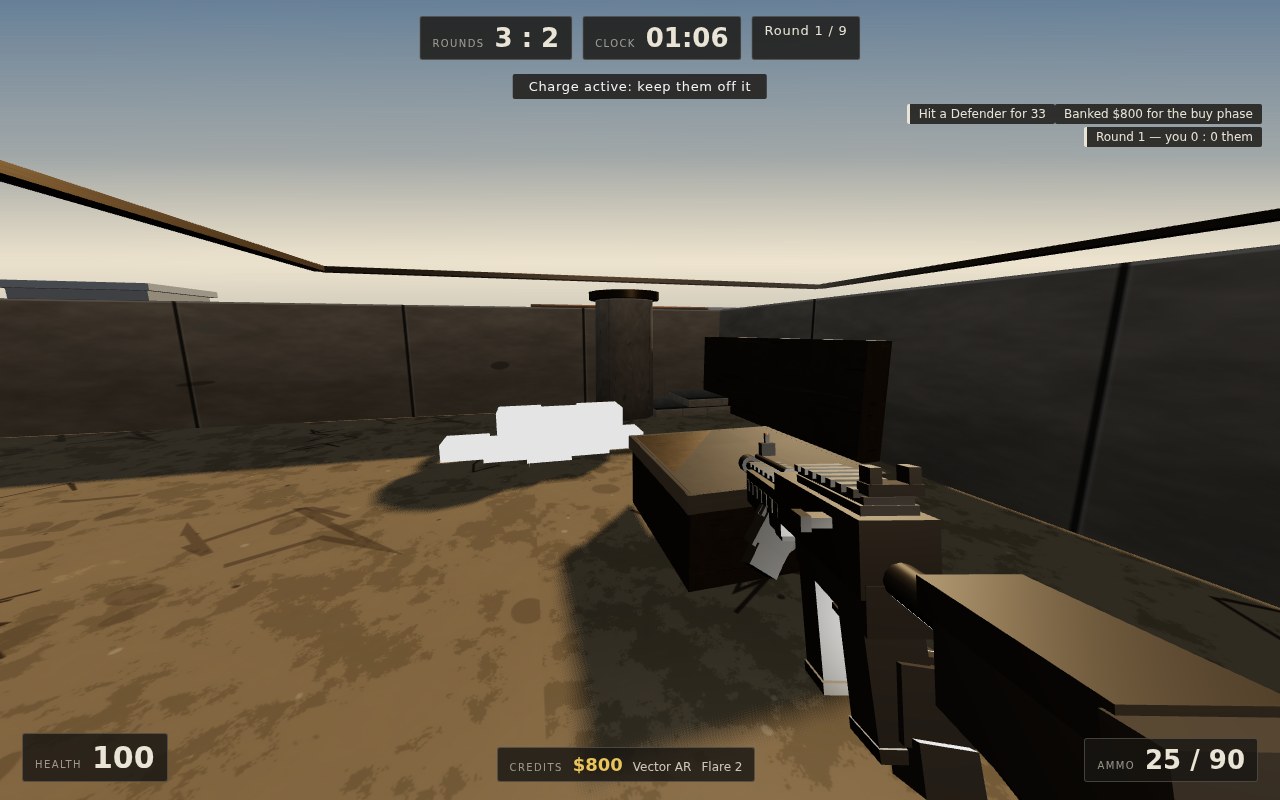 ROUNDS 3 : 2
CLOCK 01:06
Round 1 / 9
Charge active: keep them off it
Hit a Defender for 33
Banked $800 for the buy phase
Round 1 — you 0 : 0 them
HEALTH 100
CREDITS $800 Vector AR Flare 2
AMMO 25 / 90